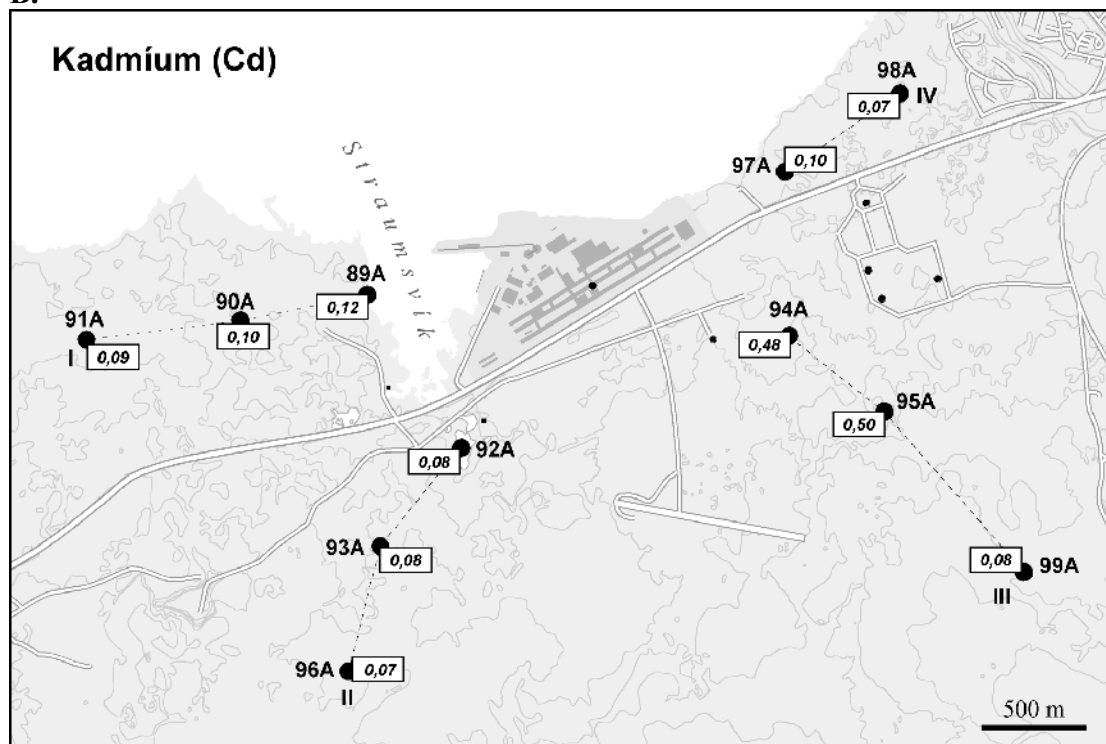 Kadmíum (Cd)
98A
0,07
IV
97A
0,10
Straumsvík
89A
0,12
90A
0,10
91A
I
0,09
94A
0,48
95A
0,50
92A
0,08
93A
0,08
0,08
99A
III
96A
0,07
II
500 m